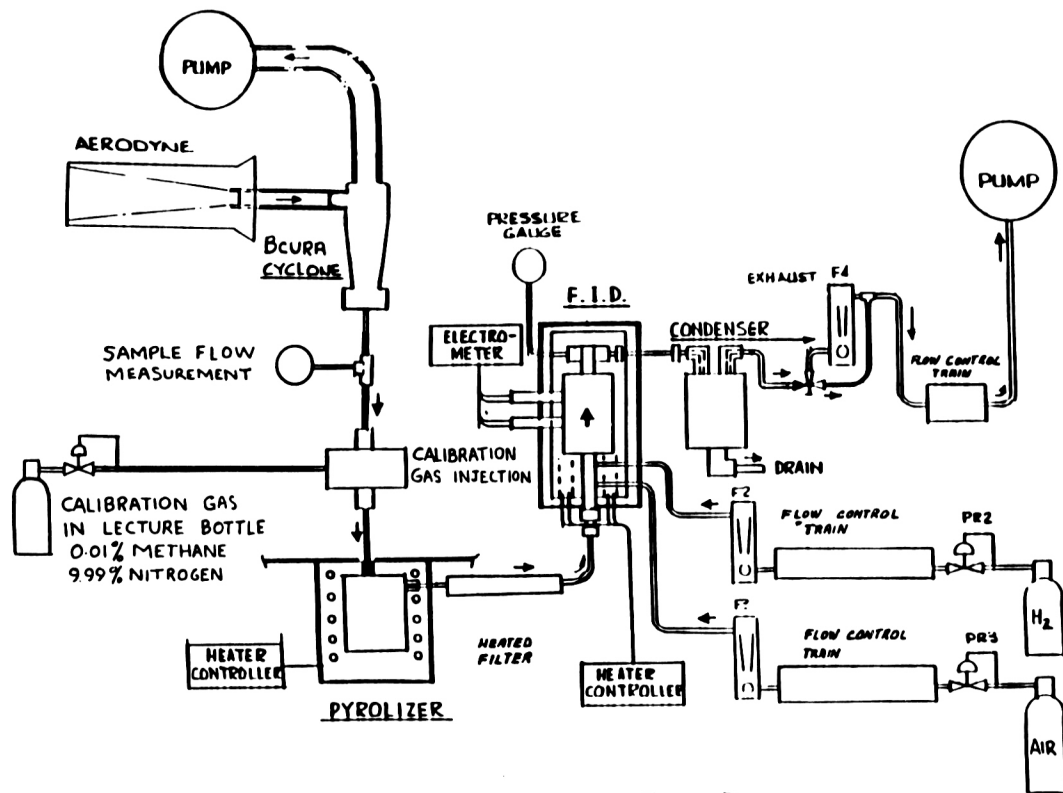 PUMP
AERODYNE
BCURA
CYCLONE
SAMPLE FLOW
MEASUREMENT
PRESSURE
GAUGE
F.I.D.
ELECTRO-
METER
CONDENSER
EXHAUST
F4
PUMP
FLOW CONTROL
TRAIN
DRAIN
CALIBRATION
GAS INJECTION
CALIBRATION GAS
IN LECTURE BOTTLE
0.01% METHANE
9.99% NITROGEN
F2
FLOW CONTROL
TRAIN
PR2
H2
HEATER
CONTROLLER
PYROLIZER
HEATED
FILTER
HEATER
CONTROLLER
FLOW CONTROL
TRAIN
PR3
AIR